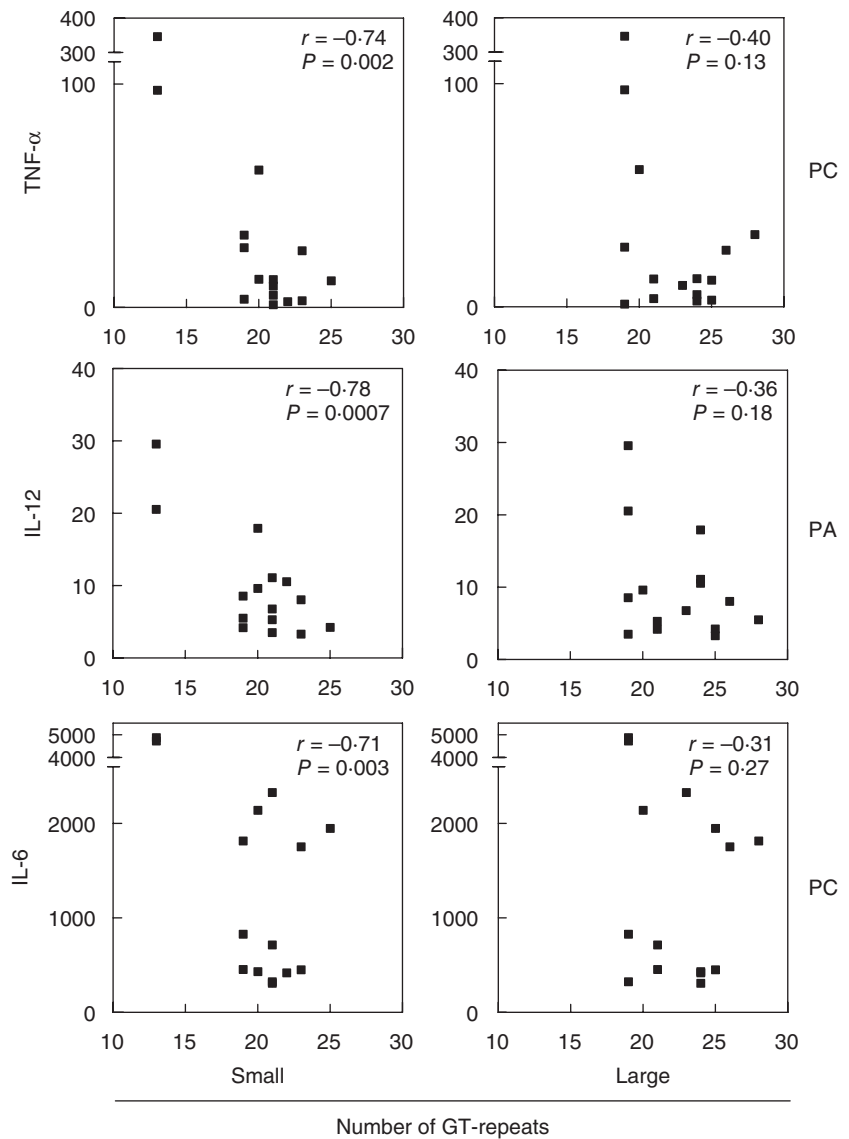 400
300
100
0
TNF-α
r = –0·74
P = 0·002
10 15 20 25 30
r = –0·40
P = 0·13
10 15 20 25 30
PC
40
30
20
10
0
IL-12
r = –0·78
P = 0·0007
10 15 20 25 30
40
30
20
10
0
r = –0·36
P = 0·18
10 15 20 25 30
PA
5000
4000
2000
1000
0
IL-6
r = –0·71
P = 0·003
10 15 20 25 30
5000
4000
2000
1000
0
r = –0·31
P = 0·27
10 15 20 25 30
PC
400
300
100
0
Small Large
Number of GT-repeats